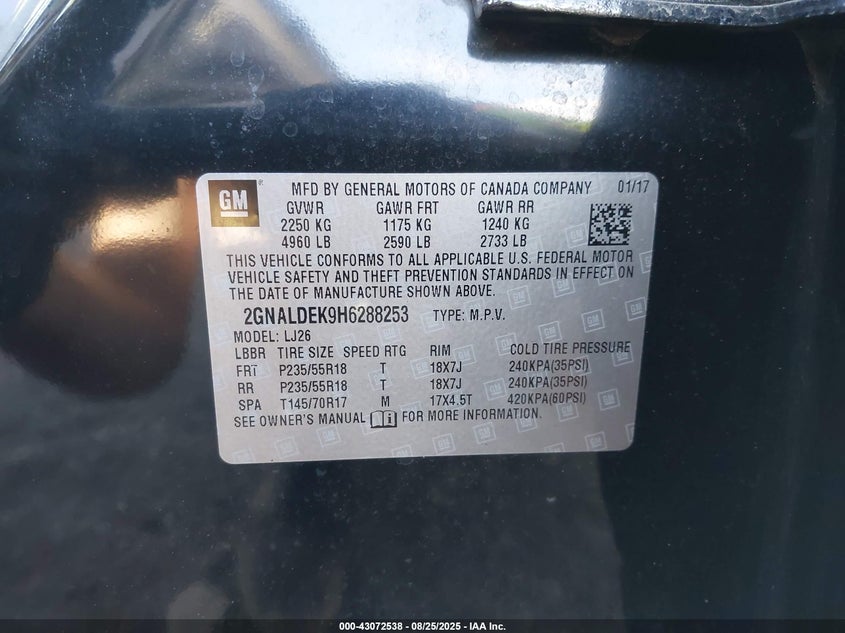 GM ® MFD BY GENERAL MOTORS OF CANADA COMPANY 01/17
GVWR GAWR FRT GAWR RR
2250 KG 1175 KG 1240 KG
4960 LB 2590 LB 2733 LB
THIS VEHICLE CONFORMS TO ALL APPLICABLE U.S. FEDERAL MOTOR
VEHICLE SAFETY AND THEFT PREVENTION STANDARDS IN EFFECT ON
THE DATE OF MANUFACTURE SHOWN ABOVE.
2GNALDEK9H6288253 TYPE: M.P.V.
MODEL: LJ26
LBBR TIRE SIZE SPEED RTG RIM COLD TIRE PRESSURE
FRT P235/55R18 T 18X7J 240KPA(35PSI)
RR P235/55R18 T 18X7J 240KPA(35PSI)
SPA T145/70R17 M 17X4.5T 420KPA(60PSI)
SEE OWNER'S MANUAL i FOR MORE INFORMATION.
000-43072538 - 08/25/2025 - IAA Inc.